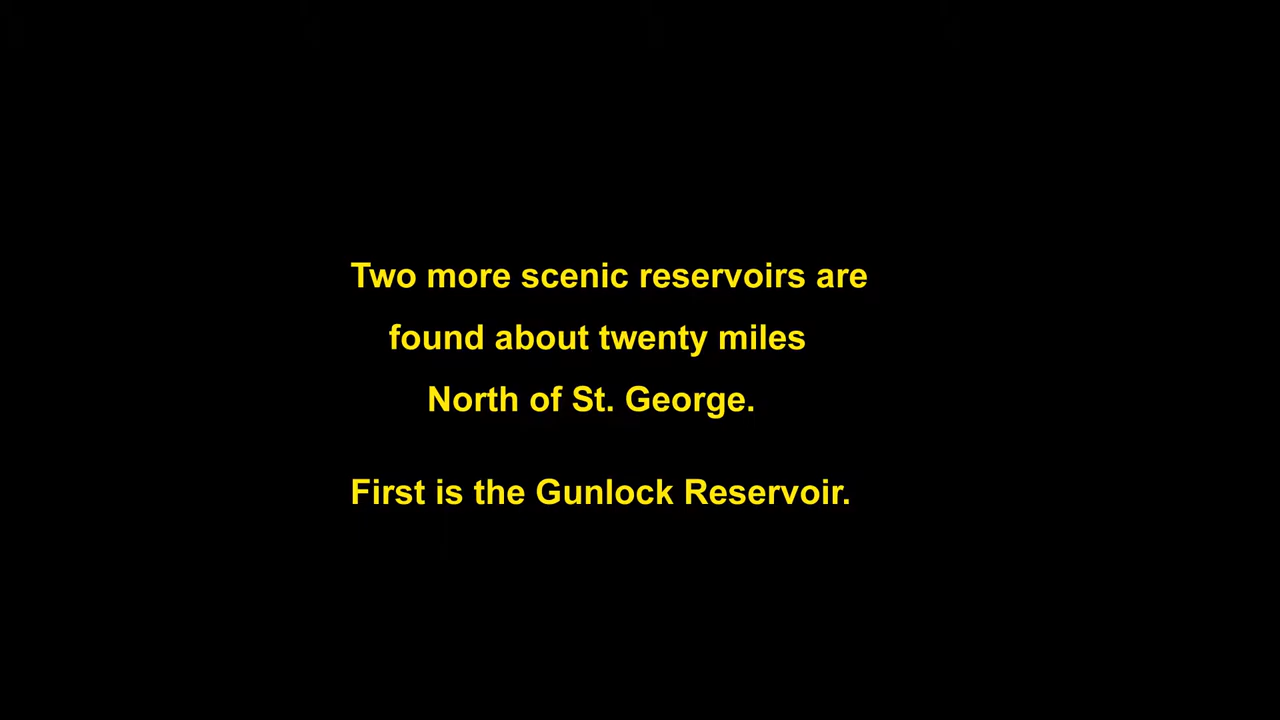 Two more scenic reservoirs are
found about twenty miles
North of St. George.
First is the Gunlock Reservoir.